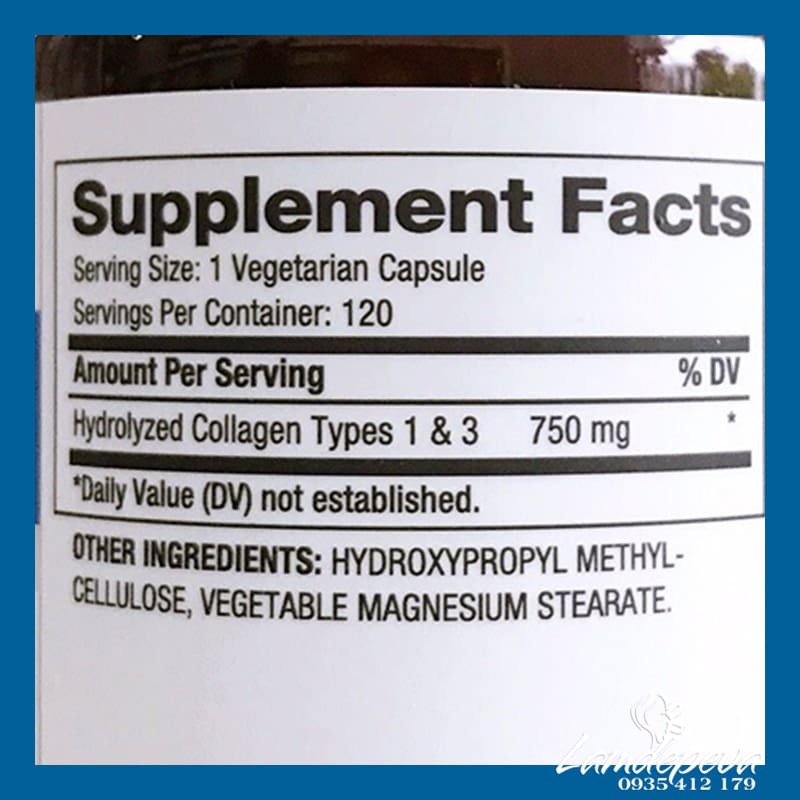 Supplement Facts
Serving Size: 1 Vegetarian Capsule
Servings Per Container: 120
Amount Per Serving % DV
Hydrolyzed Collagen Types 1 & 3 750 mg *
*Daily Value (DV) not established.
OTHER INGREDIENTS: HYDROXYPROPYL METHYL-
CELLULOSE, VEGETABLE MAGNESIUM STEARATE.
Lamdepeva
0935 412 179